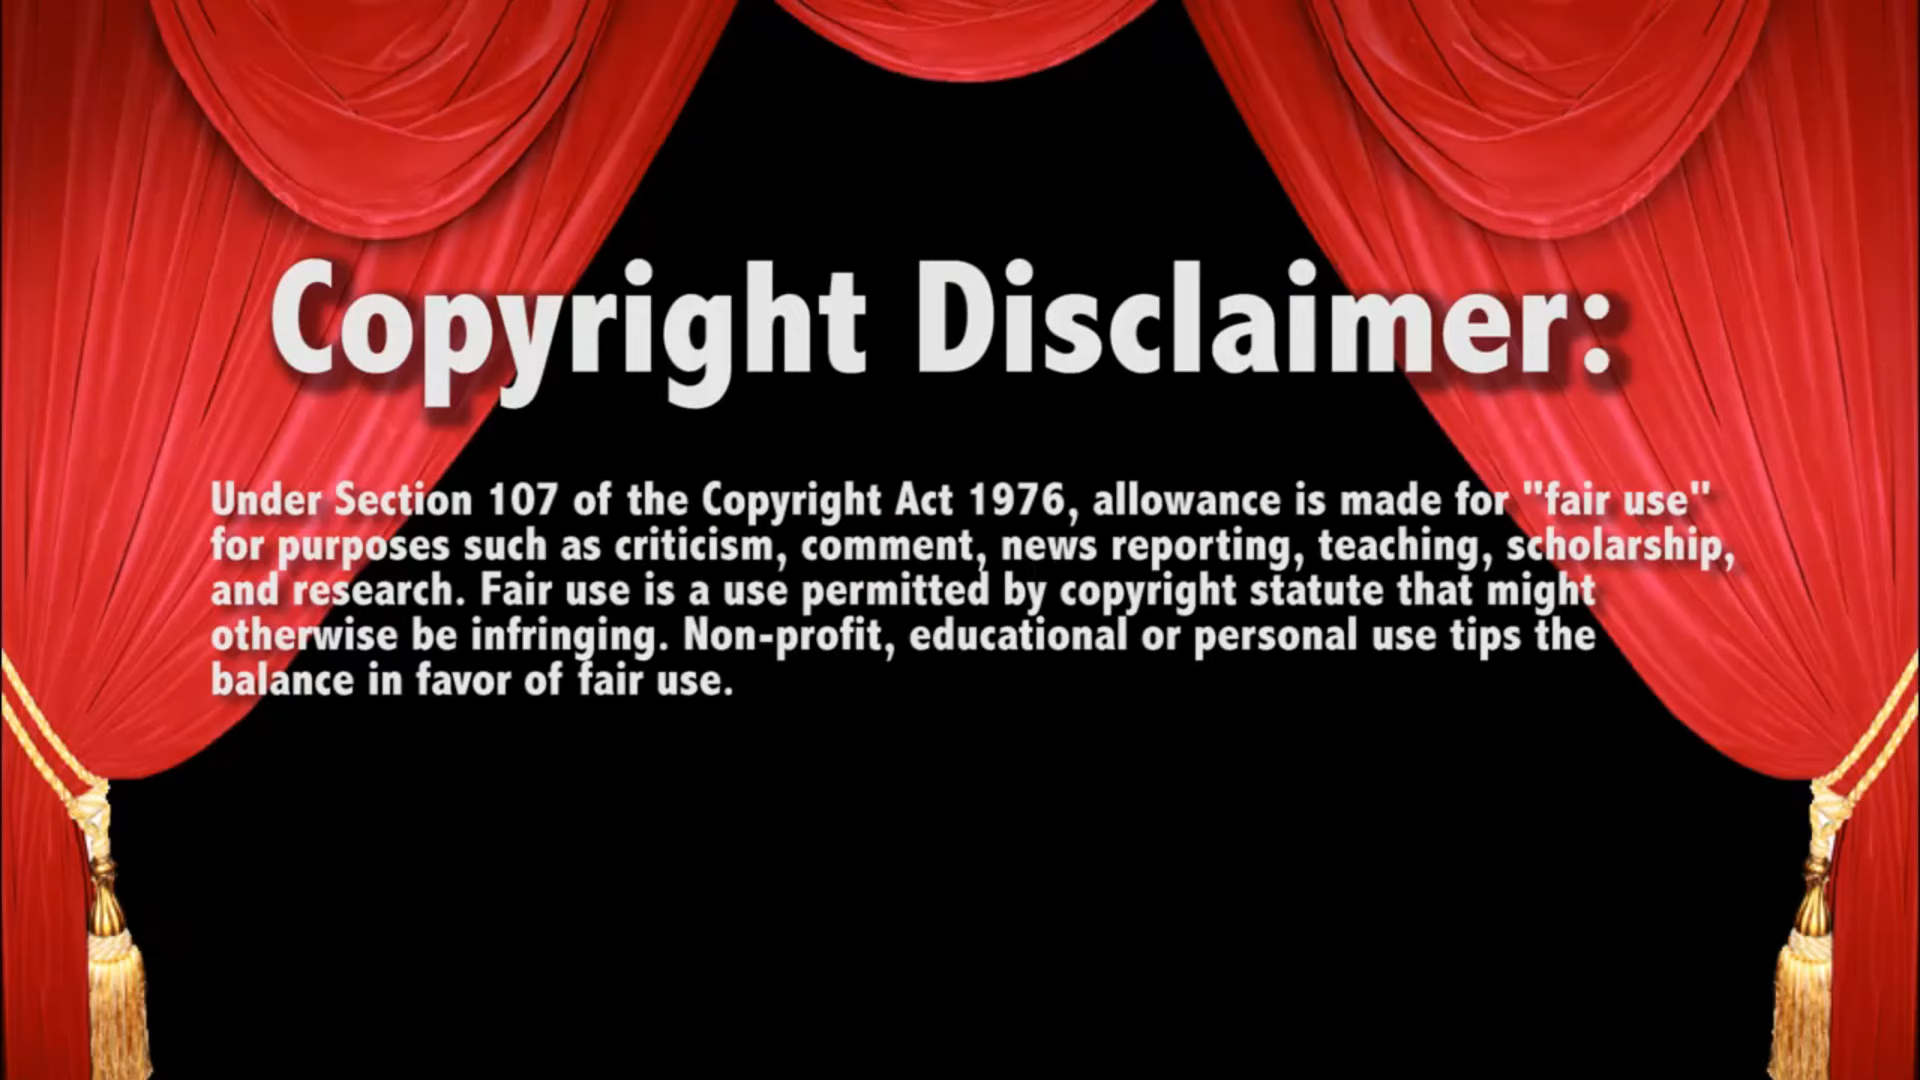 Copyright Disclaimer:
Under Section 107 of the Copyright Act 1976, allowance is made for "fair use"
for purposes such as criticism, comment, news reporting, teaching, scholarship,
and research. Fair use is a use permitted by copyright statute that might
otherwise be infringing. Non-profit, educational or personal use tips the
balance in favor of fair use.